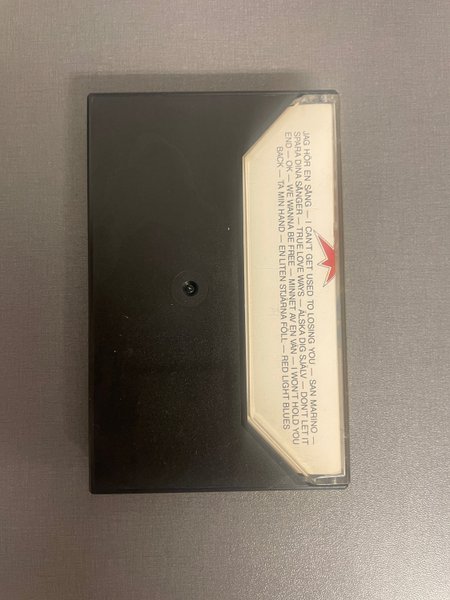 JAG HÖR EN SÅNG — I CAN'T GET USED TO LOSING YOU — SAN MARINO —
SPARA DINA SÅNGER — TRUE LOVE WAYS — ÄLSKA DIG SJÄLV — DON'T LET IT
END — OK — WE WANNA BE FREE — MINNET AV EN VÄN — I WON'T HOLD YOU
BACK — TA MIN HAND — EN LITEN STJÄRNA FÖLL — RED LIGHT BLUES